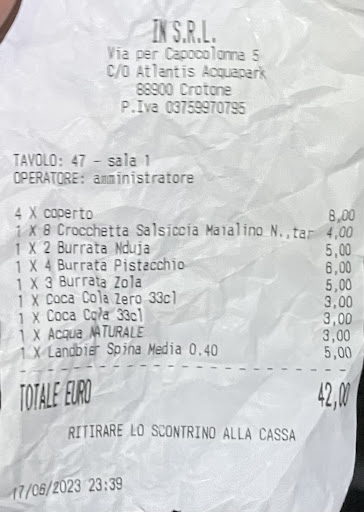 IN S.R.L.
Via per Capocolonna 5
C/O Atlantis Acquapark
88900 Crotone
P.Iva 03759970795
TAVOLO: 47 - sala 1
OPERATORE: amministratore
4 X coperto 8,00
1 X 8 Crocchetta Salsiccia Maialino N.,tar 4,00
1 X 2 Burrata Nduja 5,00
1 X 4 Burrata Pistacchio 6,00
1 X 3 Burrata Zola 5,00
1 X Coca Cola Zero 33cl 3,00
1 X Coca Cola 33cl 3,00
1 X Acqua NATURALE 3,00
1 X Landbier Spina Media 0.40 5,00
TOTALE EURO 42,00
RITIRARE LO SCONTRINO ALLA CASSA
17/06/2023 23:39